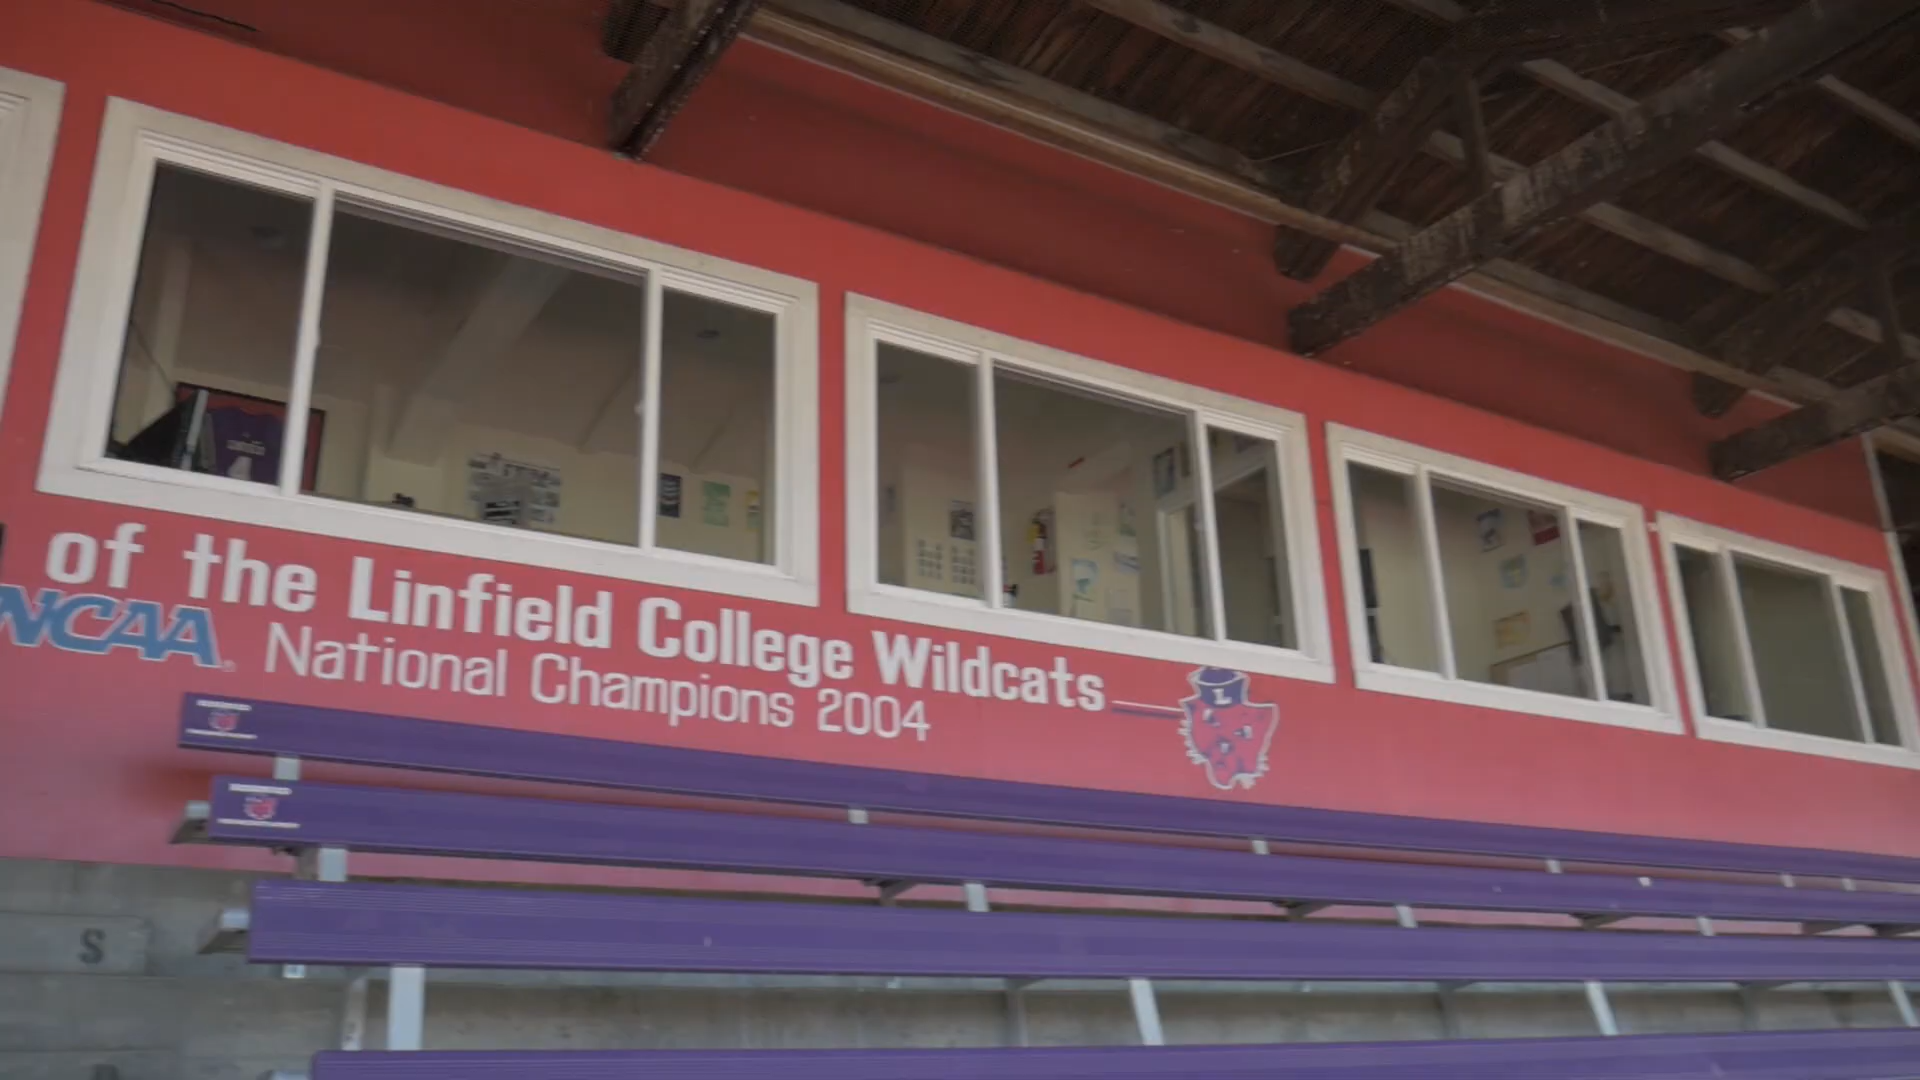 of the Linfield College Wildcats
NCAA® National Champions 2004
L
S